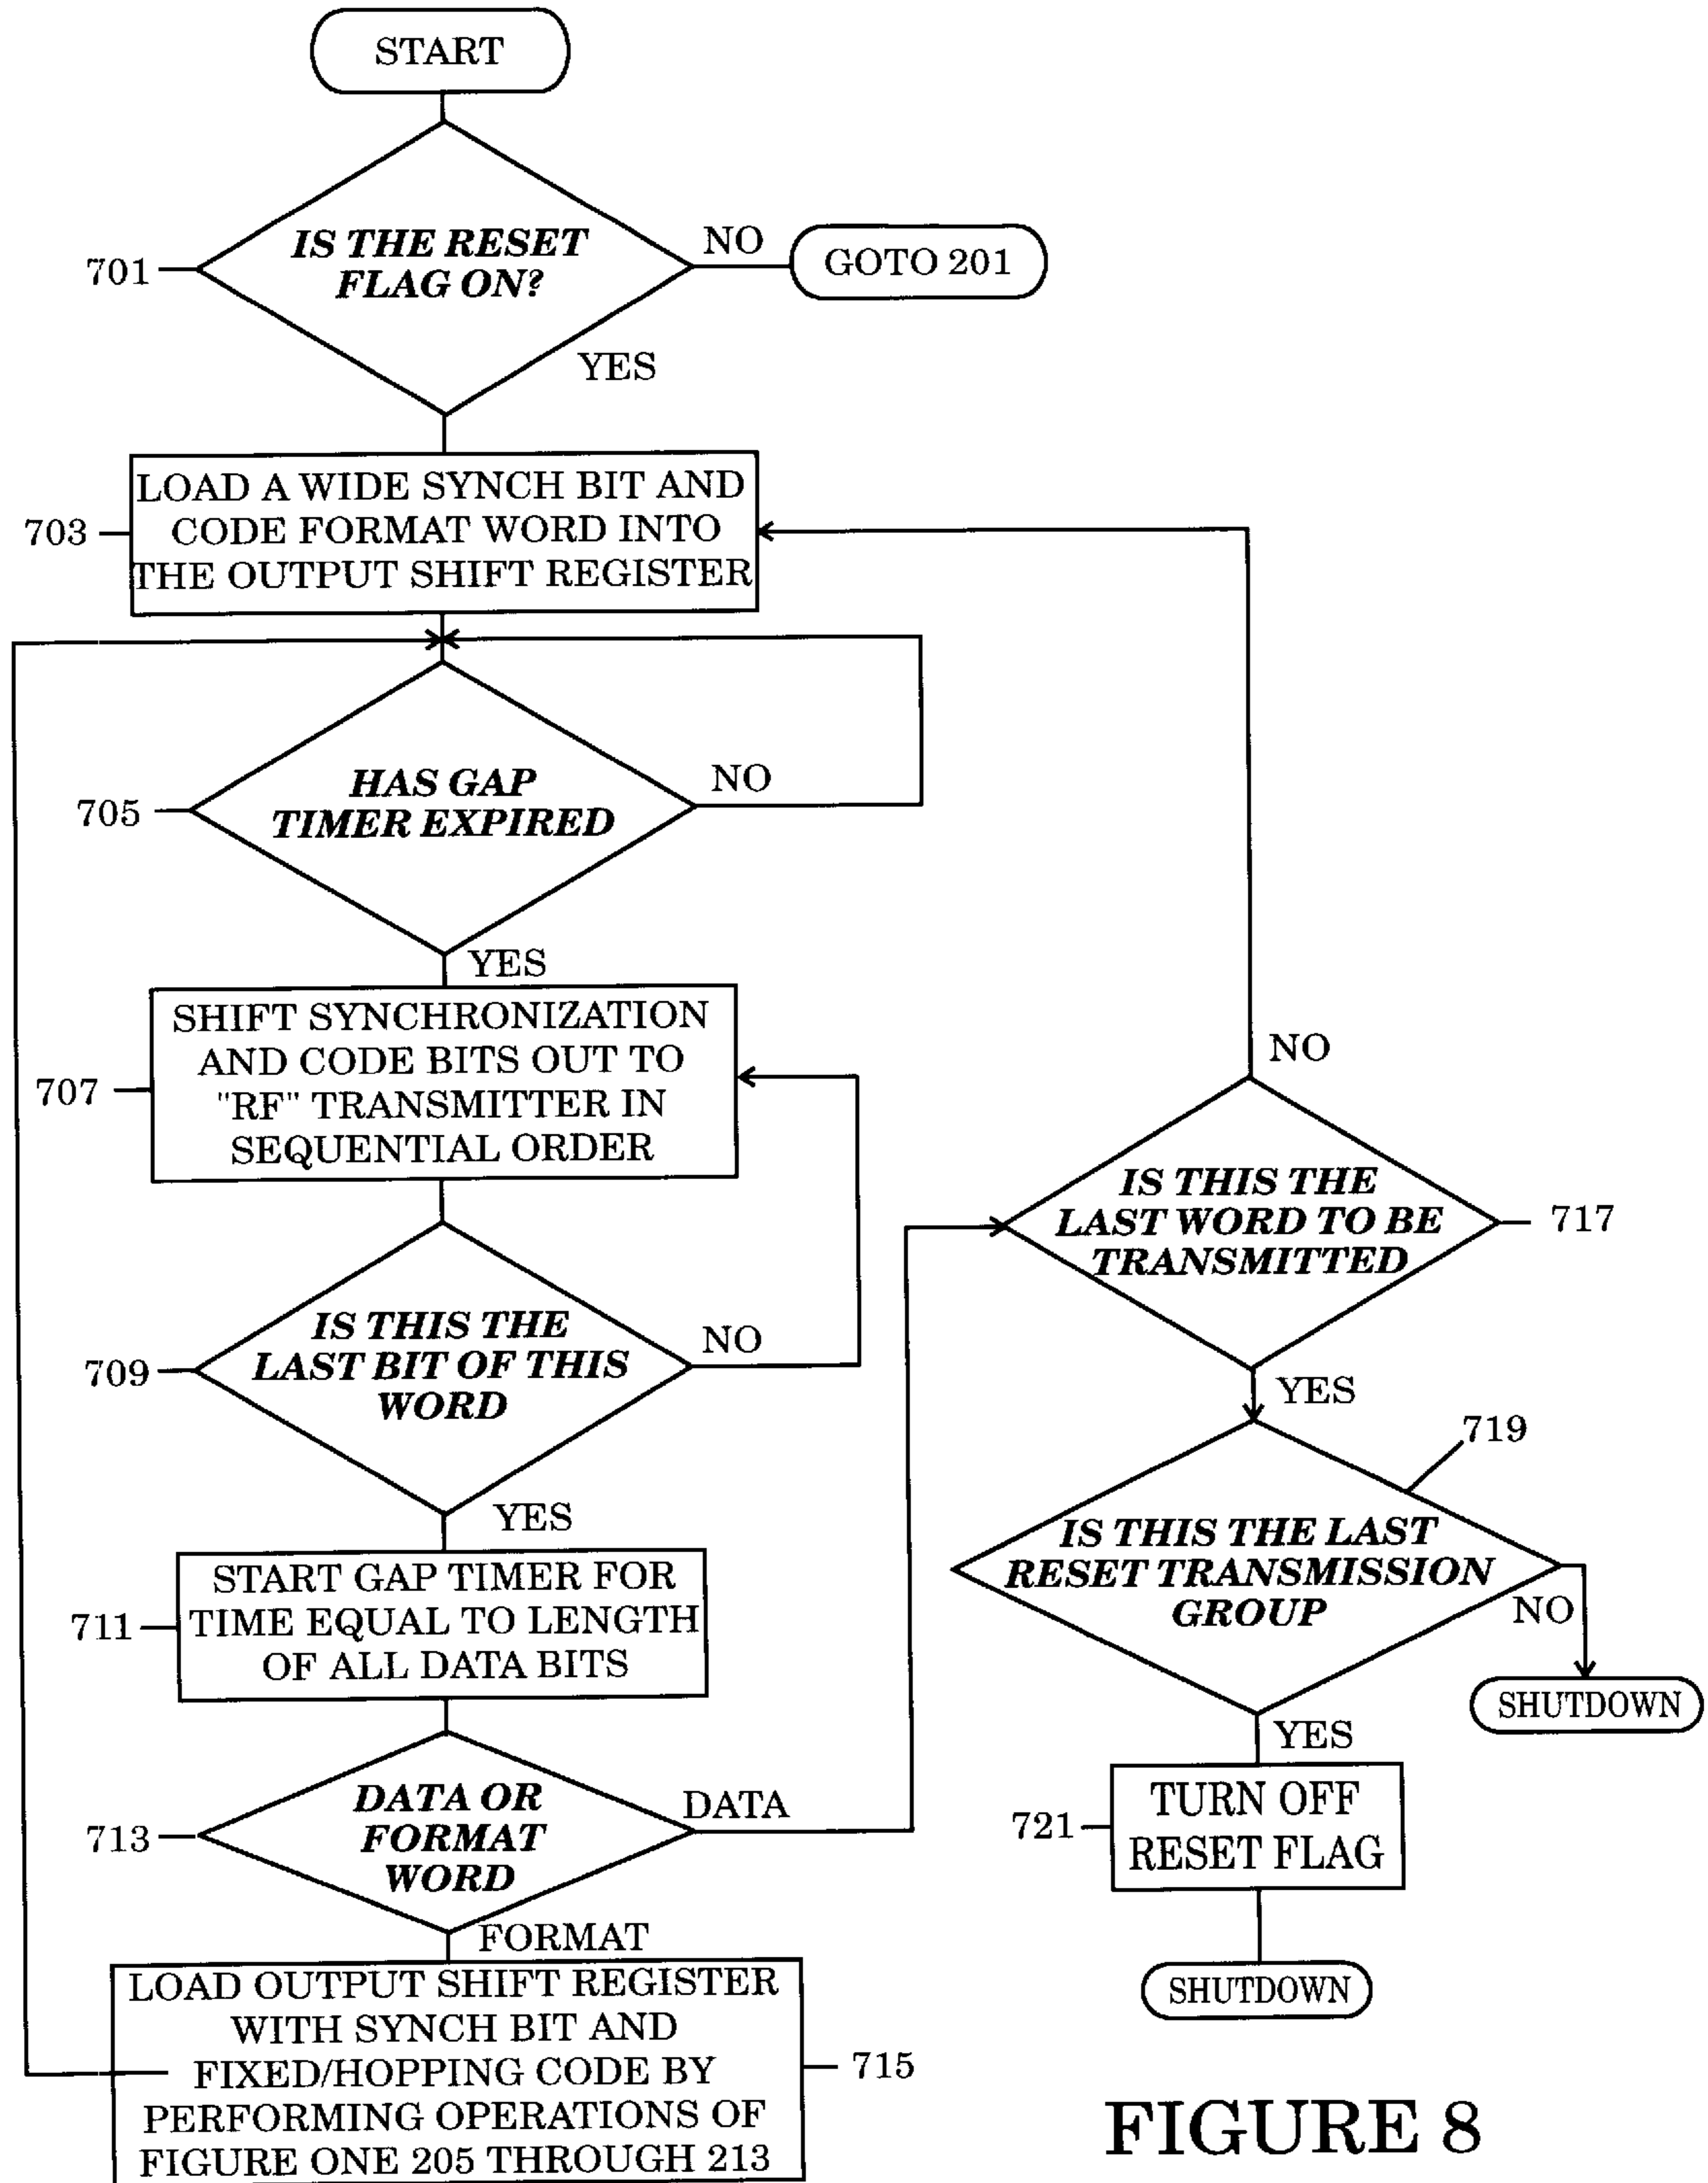 START
IS THE RESET
FLAG ON?
701
NO
GOTO 201
YES
LOAD A WIDE SYNCH BIT AND
CODE FORMAT WORD INTO
THE OUTPUT SHIFT REGISTER
703
HAS GAP
TIMER EXPIRED
705
NO
YES
SHIFT SYNCHRONIZATION
AND CODE BITS OUT TO
"RF" TRANSMITTER IN
SEQUENTIAL ORDER
707
IS THIS THE
LAST BIT OF THIS
WORD
709
NO
YES
START GAP TIMER FOR
TIME EQUAL TO LENGTH
OF ALL DATA BITS
711
DATA OR
FORMAT
WORD
713
DATA
FORMAT
LOAD OUTPUT SHIFT REGISTER
WITH SYNCH BIT AND
FIXED/HOPPING CODE BY
PERFORMING OPERATIONS OF
FIGURE ONE 205 THROUGH 213
715
NO
IS THIS THE
LAST WORD TO BE
TRANSMITTED
717
YES
719
IS THIS THE LAST
RESET TRANSMISSION
GROUP
NO
SHUTDOWN
YES
TURN OFF
RESET FLAG
721
SHUTDOWN
FIGURE 8